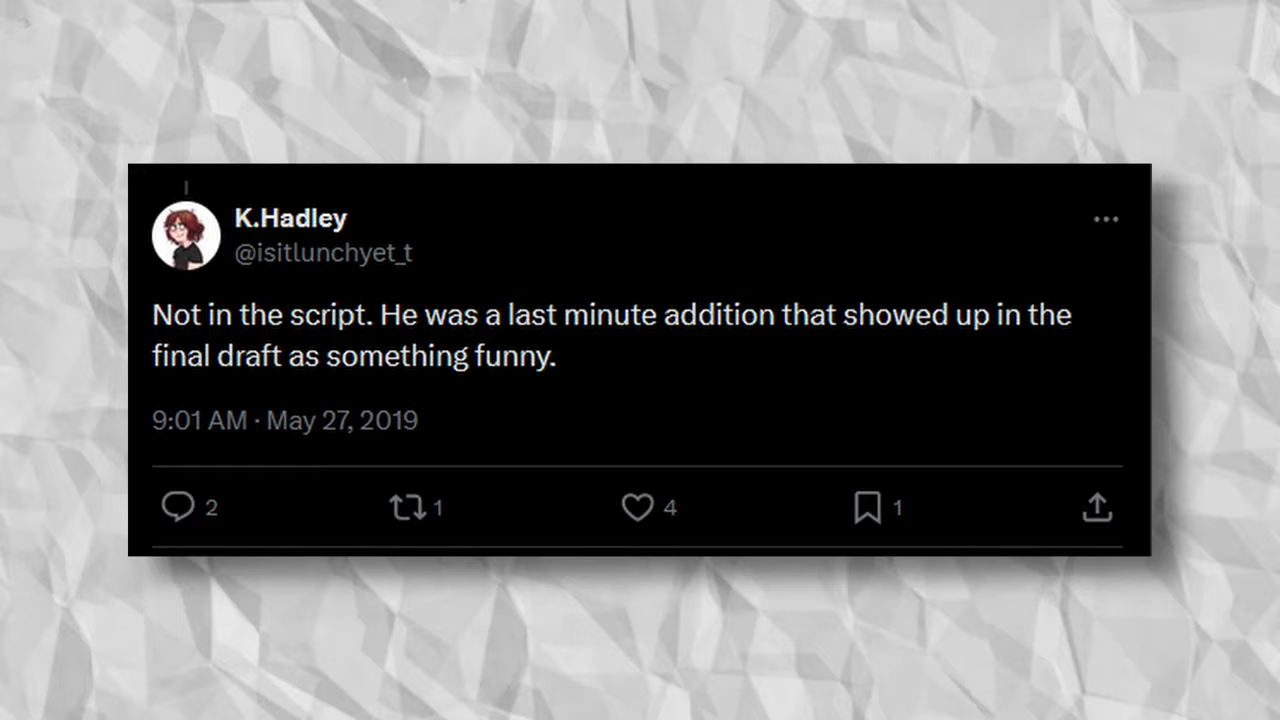 K.Hadley
@isitlunchyet_t
Not in the script. He was a last minute addition that showed up in the
final draft as something funny.
9:01 AM · May 27, 2019
2 1 4 1